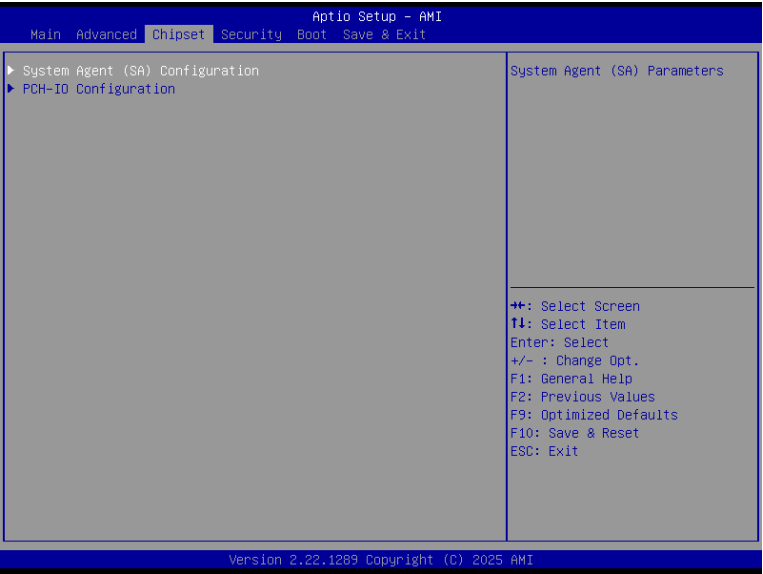 Aptio Setup – AMI
Main Advanced Chipset Security Boot Save & Exit
System Agent (SA) Configuration
PCH-IO Configuration
System Agent (SA) Parameters
→←: Select Screen
↑↓: Select Item
Enter: Select
+/- : Change Opt.
F1: General Help
F2: Previous Values
F9: Optimized Defaults
F10: Save & Reset
ESC: Exit
Version 2.22.1289 Copyright (C) 2025 AMI